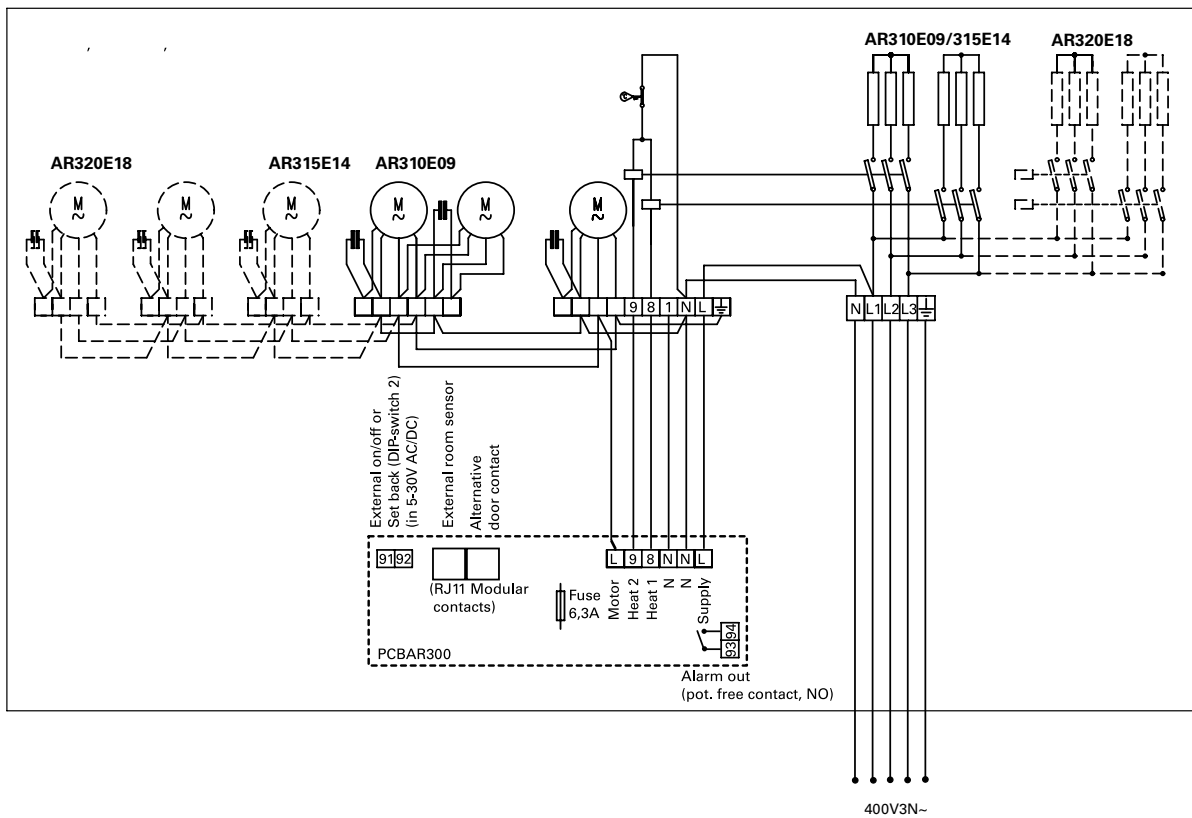 , ,
AR310E09/315E14 AR320E18
AR320E18 AR315E14 AR310E09
M ~ M ~ M ~ M ~ M ~ M ~
9 8 1 N L
N L1 L2 L3
External on/off or
Set back (DIP-switch 2)
(in 5-30V AC/DC)
External room sensor
Alternative
door contact
91 92
(RJ11 Modular
contacts)
Fuse
6,3A
L 9 8 N N L
Motor
Heat 2
Heat 1
N
N
Supply
93 94
PCBAR300
Alarm out
(pot. free contact, NO)
400V3N~